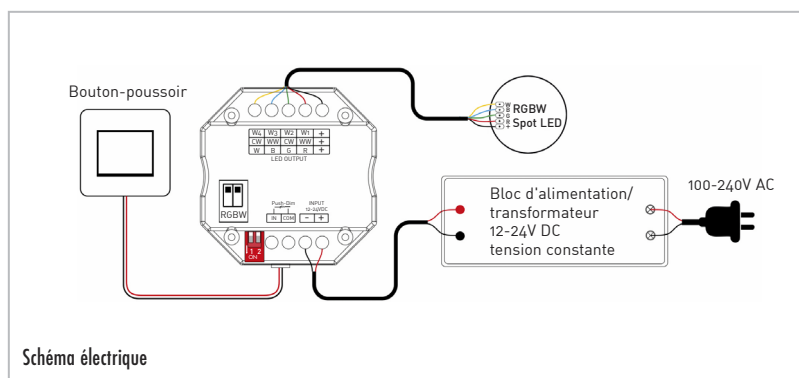 Bouton-poussoir
W4 W3 W2 W1 +
CW WW CW WW +
W B G R +
LED OUTPUT
RGBW
Push-Dim
IN COM
INPUT
12-24VDC
- +
1 2
ON
W
B
G
R
+
RGBW
Spot LED
Bloc d'alimentation/
transformateur
12-24V DC
tension constante
100-240V AC
Schéma électrique